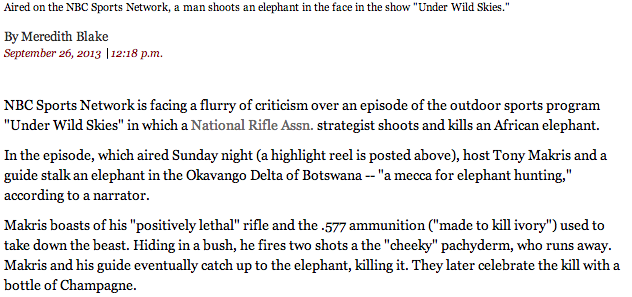 Aired on the NBC Sports Network, a man shoots an elephant in the face in the show "Under Wild Skies."
By Meredith Blake
September 26, 2013 | 12:18 p.m.
NBC Sports Network is facing a flurry of criticism over an episode of the outdoor sports program
"Under Wild Skies" in which a National Rifle Assn. strategist shoots and kills an African elephant.
In the episode, which aired Sunday night (a highlight reel is posted above), host Tony Makris and a
guide stalk an elephant in the Okavango Delta of Botswana -- "a mecca for elephant hunting,"
according to a narrator.
Makris boasts of his "positively lethal" rifle and the .577 ammunition ("made to kill ivory") used to
take down the beast. Hiding in a bush, he fires two shots a the "cheeky" pachyderm, who runs away.
Makris and his guide eventually catch up to the elephant, killing it. They later celebrate the kill with a
bottle of Champagne.